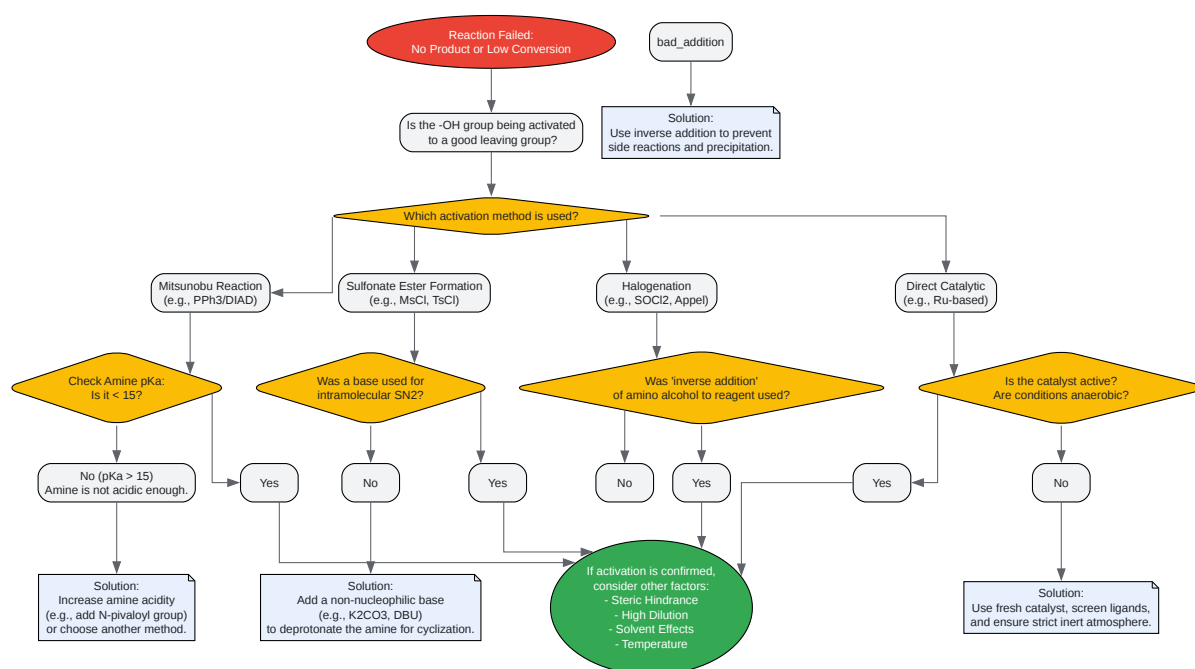 Reaction Failed:
No Product or Low Conversion
bad_addition
Is the -OH group being activated
to a good leaving group?
Solution:
Use inverse addition to prevent
side reactions and precipitation.
Which activation method is used?
Mitsunobu Reaction
(e.g., PPh3/DIAD)
Sulfonate Ester Formation
(e.g., MsCl, TsCl)
Halogenation
(e.g., SOCl2, Appel)
Direct Catalytic
(e.g., Ru-based)
Check Amine pKa:
Is it < 15?
Was a base used for
intramolecular SN2?
Was 'inverse addition'
of amino alcohol to reagent used?
Is the catalyst active?
Are conditions anaerobic?
No (pKa > 15)
Amine is not acidic enough.
Yes
No
Yes
No
Yes
Yes
No
Solution:
Increase amine acidity
(e.g., add N-pivaloyl group)
or choose another method.
Solution:
Add a non-nucleophilic base
(e.g., K2CO3, DBU)
to deprotonate the amine for cyclization.
If activation is confirmed,
consider other factors:
- Steric Hindrance
- High Dilution
- Solvent Effects
- Temperature
Solution:
Use fresh catalyst, screen ligands,
and ensure strict inert atmosphere.